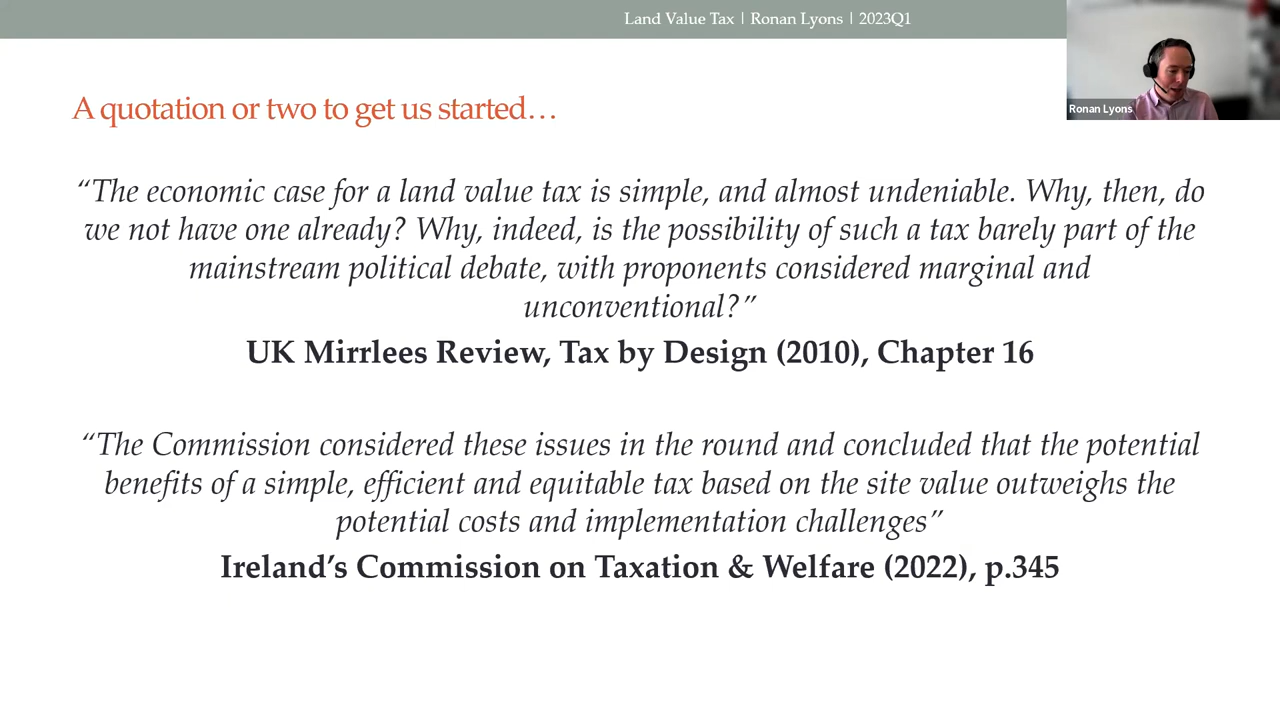 Land Value Tax | Ronan Lyons | 2023Q1
Ronan Lyons
A quotation or two to get us started…
“The economic case for a land value tax is simple, and almost undeniable. Why, then, do
we not have one already? Why, indeed, is the possibility of such a tax barely part of the
mainstream political debate, with proponents considered marginal and
unconventional?”
UK Mirrlees Review, Tax by Design (2010), Chapter 16
“The Commission considered these issues in the round and concluded that the potential
benefits of a simple, efficient and equitable tax based on the site value outweighs the
potential costs and implementation challenges”
Ireland’s Commission on Taxation & Welfare (2022), p.345